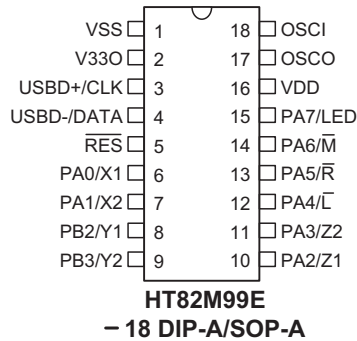 VSS 1 18 OSCI
V33O 2 17 OSCO
USBD+/CLK 3 16 VDD
USBD-/DATA 4 15 PA7/LED
R̅E̅S̅ 5 14 PA6/M̅
PA0/X1 6 13 PA5/R̅
PA1/X2 7 12 PA4/L̅
PB2/Y1 8 11 PA3/Z2
PB3/Y2 9 10 PA2/Z1
HT82M99E
– 18 DIP-A/SOP-A